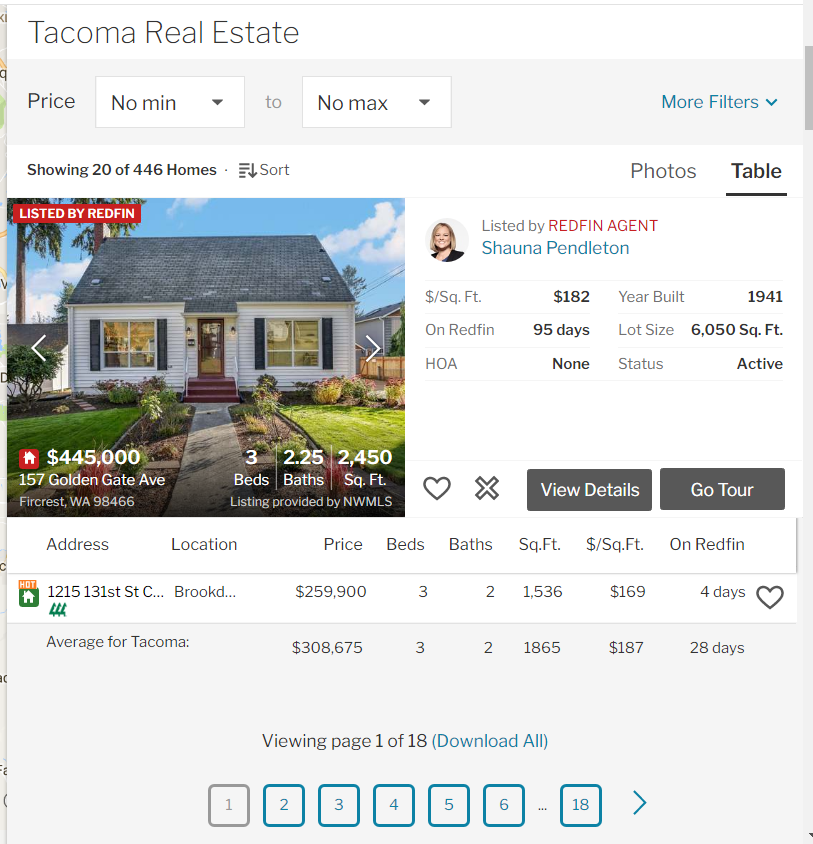 Tacoma Real Estate
Price No min to No max More Filters
Showing 20 of 446 Homes · Sort Photos Table
LISTED BY REDFIN
Listed by REDFIN AGENT
Shauna Pendleton
$/Sq. Ft. $182 Year Built 1941
On Redfin 95 days Lot Size 6,050 Sq. Ft.
HOA None Status Active
$445,000 3 2.25 2,450
157 Golden Gate Ave Beds Baths Sq. Ft.
Fircrest, WA 98466 Listing provided by NWMLS
View Details Go Tour
Address Location Price Beds Baths Sq.Ft. $/Sq.Ft. On Redfin
HOT
1215 131st St C... Brookd... $259,900 3 2 1,536 $169 4 days
Average for Tacoma: $308,675 3 2 1865 $187 28 days
Viewing page 1 of 18 (Download All)
1 2 3 4 5 6 ... 18